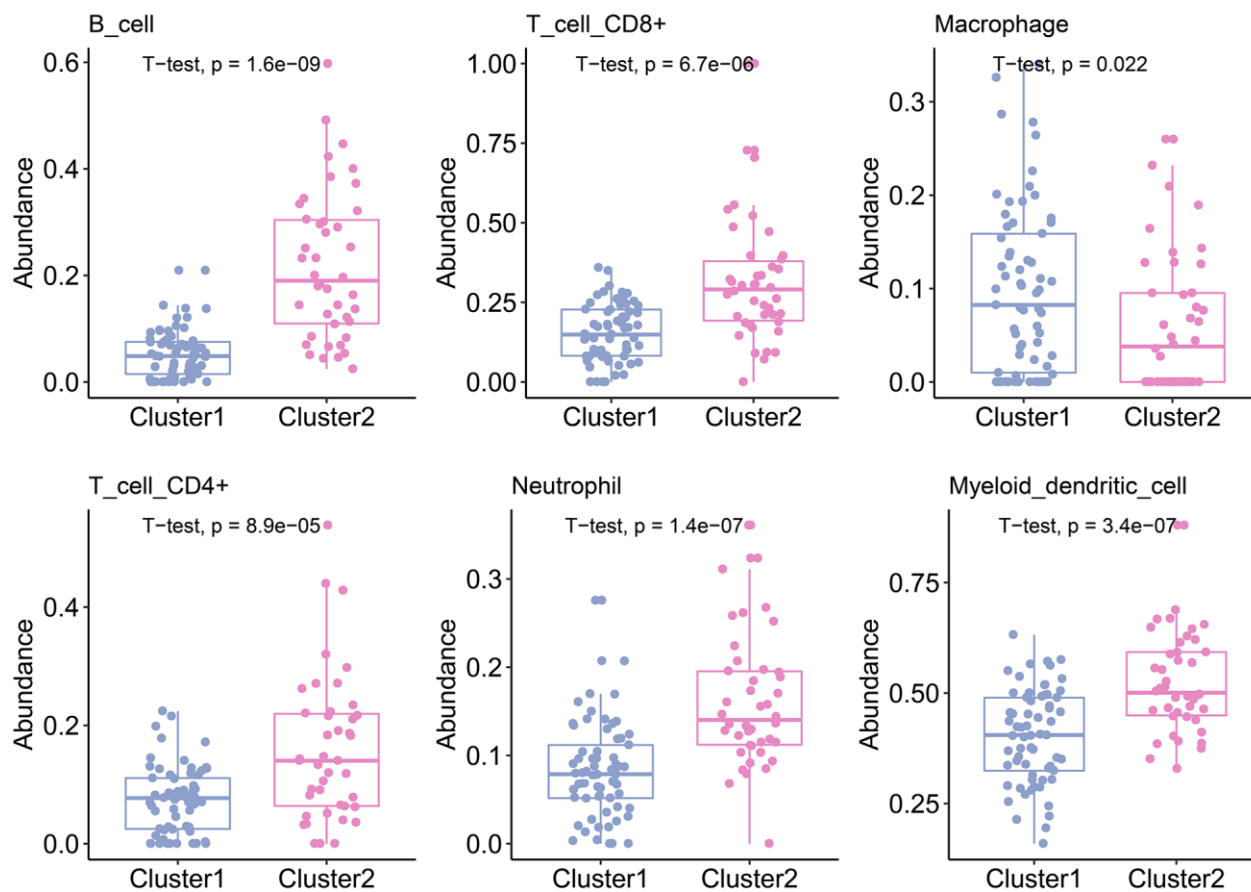 B_cell
T-test, p = 1.6e-09
Abundance
0.6
0.4
0.2
0.0
Cluster1
Cluster2
T_cell_CD8+
T-test, p = 6.7e-06
Abundance
1.00
0.75
0.50
0.25
0.00
Cluster1
Cluster2
Macrophage
T-test, p = 0.022
Abundance
0.3
0.2
0.1
0.0
Cluster1
Cluster2
T_cell_CD4+
T-test, p = 8.9e-05
Abundance
0.4
0.2
0.0
Cluster1
Cluster2
Neutrophil
T-test, p = 1.4e-07
Abundance
0.3
0.2
0.1
0.0
Cluster1
Cluster2
Myeloid_dendritic_cell
T-test, p = 3.4e-07
Abundance
0.75
0.50
0.25
Cluster1
Cluster2